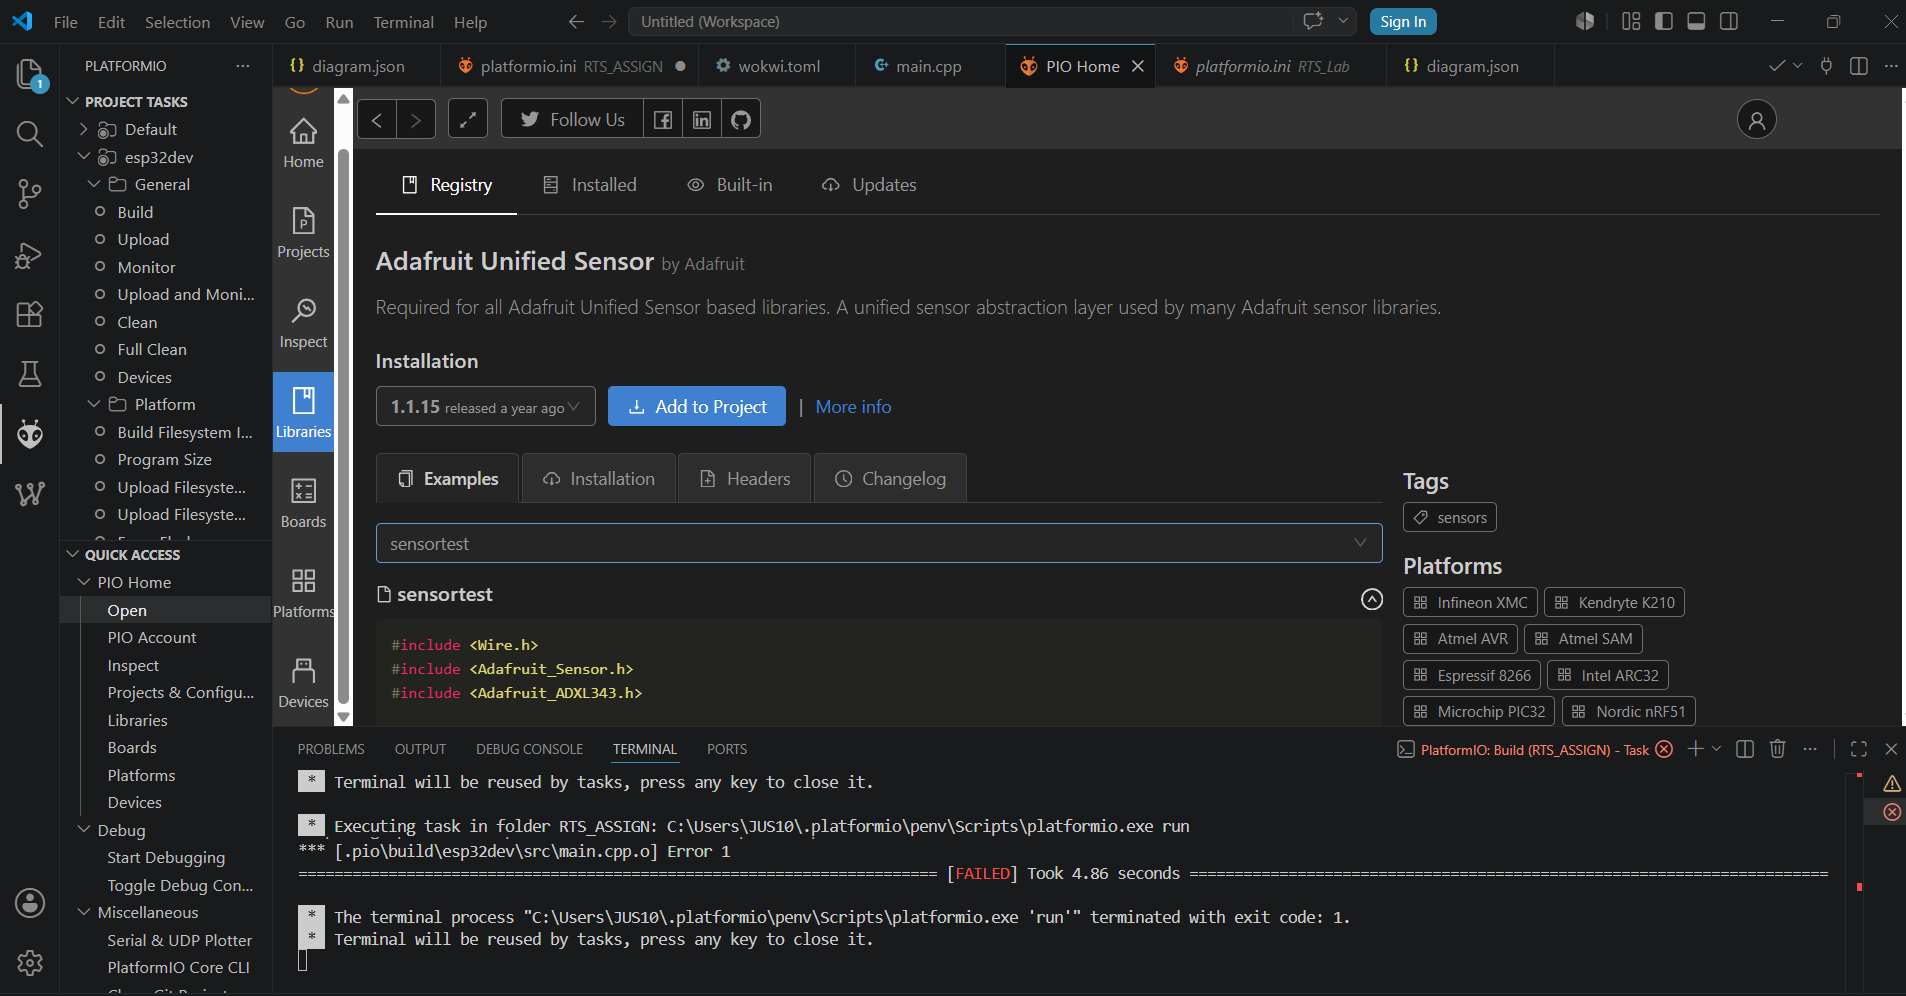 File Edit Selection View Go Run Terminal Help
Untitled (Workspace)
Sign In
1
PLATFORMIO
PROJECT TASKS
Default
esp32dev
General
Build
Upload
Monitor
Upload and Moni...
Clean
Full Clean
Devices
Platform
Build Filesystem I...
Program Size
Upload Filesyste...
Upload Filesyste...
QUICK ACCESS
PIO Home
Open
PIO Account
Inspect
Projects & Configu...
Libraries
Boards
Platforms
Devices
Debug
Start Debugging
Toggle Debug Con...
Miscellaneous
Serial & UDP Plotter
PlatformIO Core CLI
diagram.json
platformio.ini RTS_ASSIGN
wokwi.toml
main.cpp
PIO Home
platformio.ini RTS_Lab
diagram.json
Home
Projects
Inspect
Libraries
Boards
Platforms
Devices
Follow Us
Registry
Installed
Built-in
Updates
Adafruit Unified Sensor by Adafruit
Required for all Adafruit Unified Sensor based libraries. A unified sensor abstraction layer used by many Adafruit sensor libraries.
Installation
1.1.15 released a year ago
Add to Project
| More info
Examples
Installation
Headers
Changelog
sensortest
sensortest
#include <Wire.h>
#include <Adafruit_Sensor.h>
#include <Adafruit_ADXL343.h>
Tags
sensors
Platforms
Infineon XMC
Kendryte K210
Atmel AVR
Atmel SAM
Espressif 8266
Intel ARC32
Microchip PIC32
Nordic nRF51
PROBLEMS OUTPUT DEBUG CONSOLE TERMINAL PORTS
PlatformIO: Build (RTS_ASSIGN) - Task
* Terminal will be reused by tasks, press any key to close it.
* Executing task in folder RTS_ASSIGN: C:\Users\JUS10\.platformio\penv\Scripts\platformio.exe run
*** [.pio\build\esp32dev\src\main.cpp.o] Error 1
======================================================================= [FAILED] Took 4.86 seconds =======================================================================
* The terminal process "C:\Users\JUS10\.platformio\penv\Scripts\platformio.exe 'run'" terminated with exit code: 1.
* Terminal will be reused by tasks, press any key to close it.